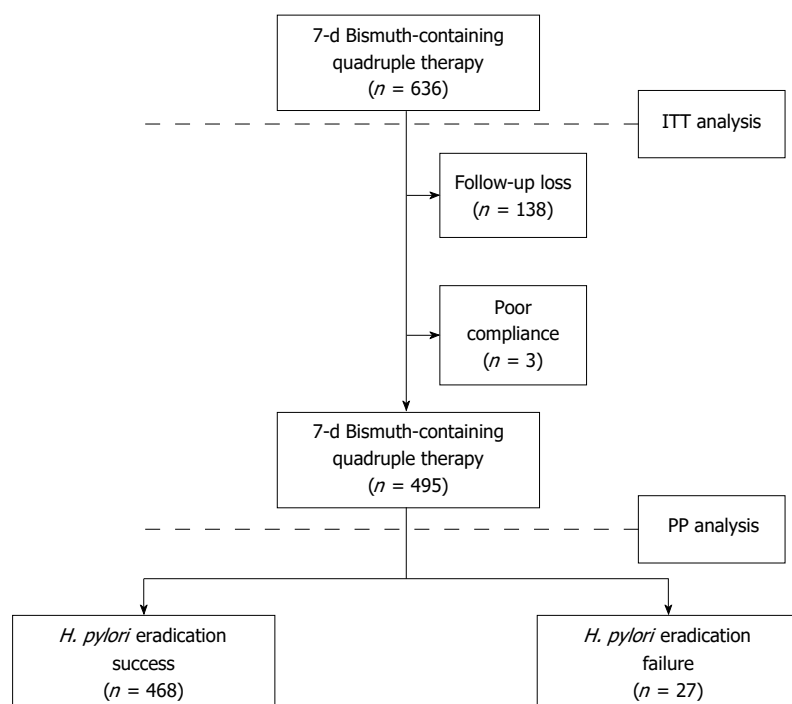 7-d Bismuth-containing
quadruple therapy
(n = 636)
ITT analysis
Follow-up loss
(n = 138)
Poor
compliance
(n = 3)
7-d Bismuth-containing
quadruple therapy
(n = 495)
PP analysis
H. pylori eradication
success
(n = 468)
H. pylori eradication
failure
(n = 27)